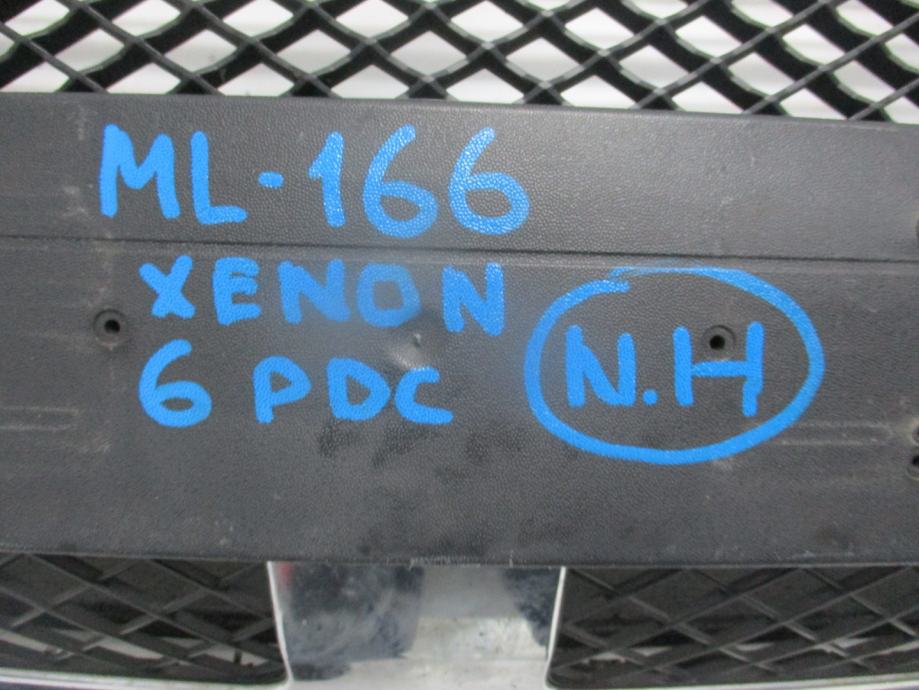 ML-166
XENON
6 PDC
N.H